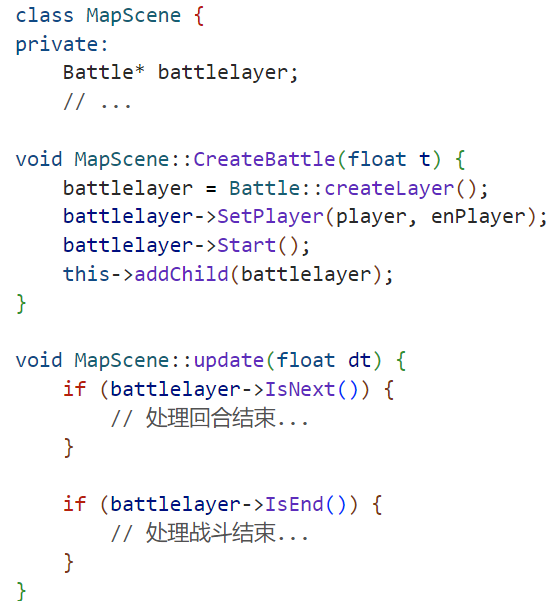 class MapScene {
private:
    Battle* battlelayer;
    // ...

void MapScene::CreateBattle(float t) {
    battlelayer = Battle::createLayer();
    battlelayer->SetPlayer(player, enPlayer);
    battlelayer->Start();
    this->addChild(battlelayer);
}

void MapScene::update(float dt) {
    if (battlelayer->IsNext()) {
        // 处理回合结束...
    }

    if (battlelayer->IsEnd()) {
        // 处理战斗结束...
    }
}